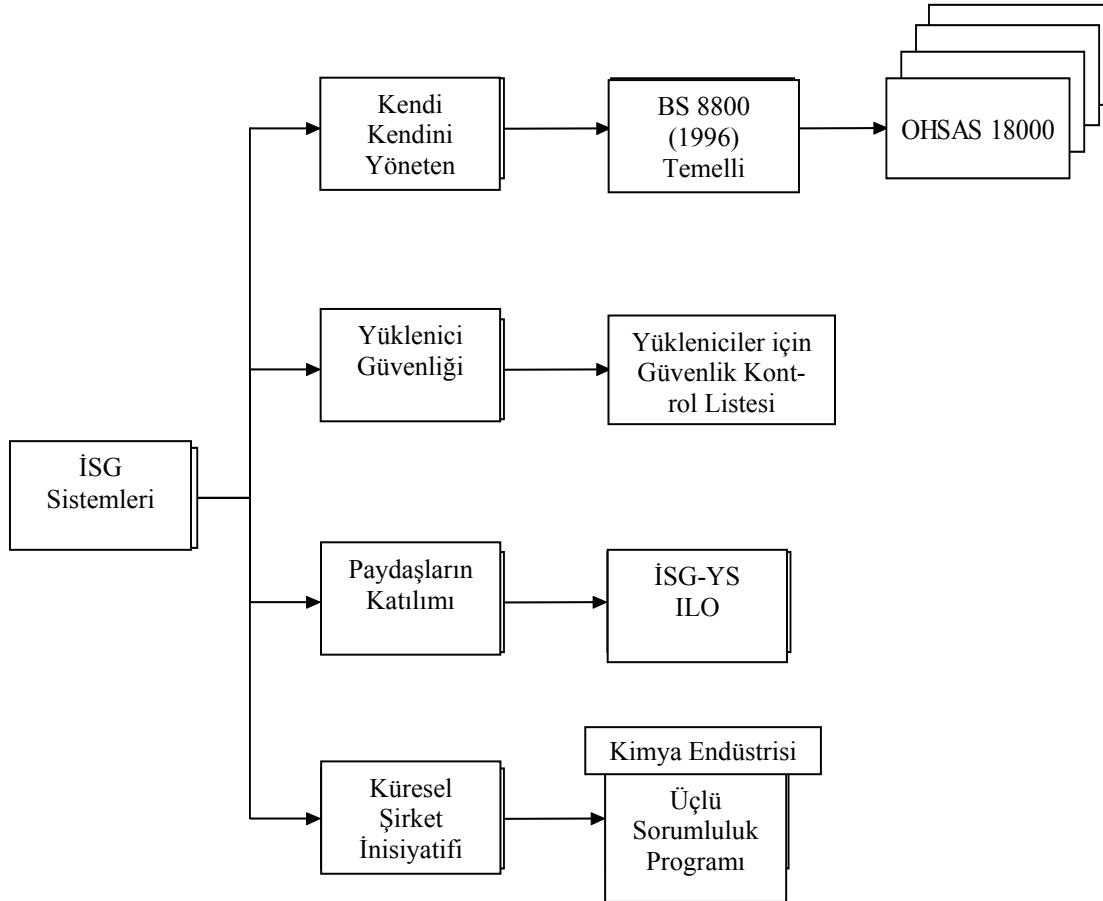 Kendi
Kendini
Yöneten
BS 8800
(1996)
Temelli
OHSAS 18000
Yüklenici
Güvenliği
Yükleniciler için
Güvenlik Kont-
rol Listesi
İSG
Sistemleri
Paydaşların
Katılımı
İSG-YS
ILO
Küresel
Şirket
İnisiyatifi
Kimya Endüstrisi
Üçlü
Sorumluluk
Programı